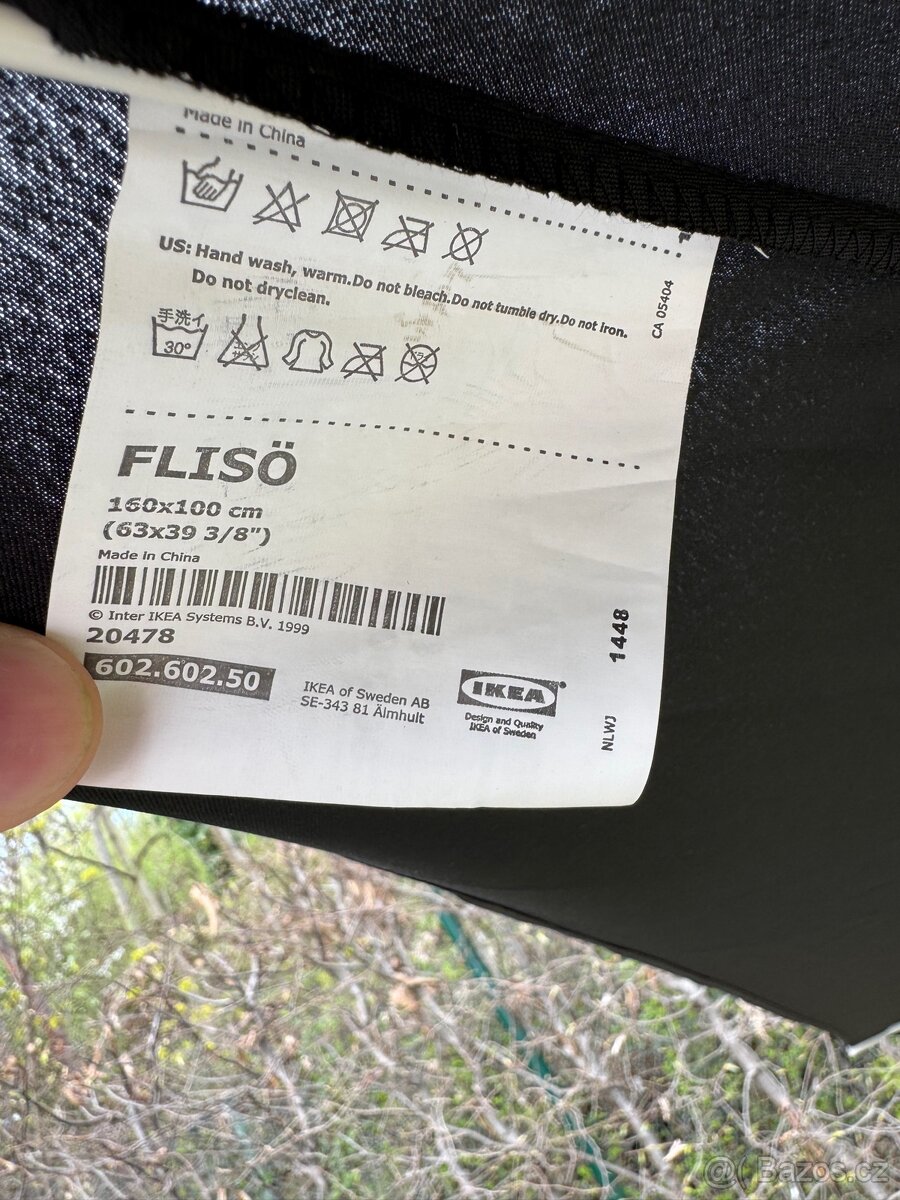 Made in China
US: Hand wash, warm.Do not bleach.Do not tumble dry.Do not iron.
Do not dryclean.
CA 05404
手洗イ
30°
FLISÖ
160x100 cm
(63x39 3/8")
Made in China
© Inter IKEA Systems B.V. 1999
20478
602.602.50
IKEA of Sweden AB
SE-343 81 Älmhult
IKEA®
Design and Quality
IKEA of Sweden
1448
NLWJ
@ Bazos.cz